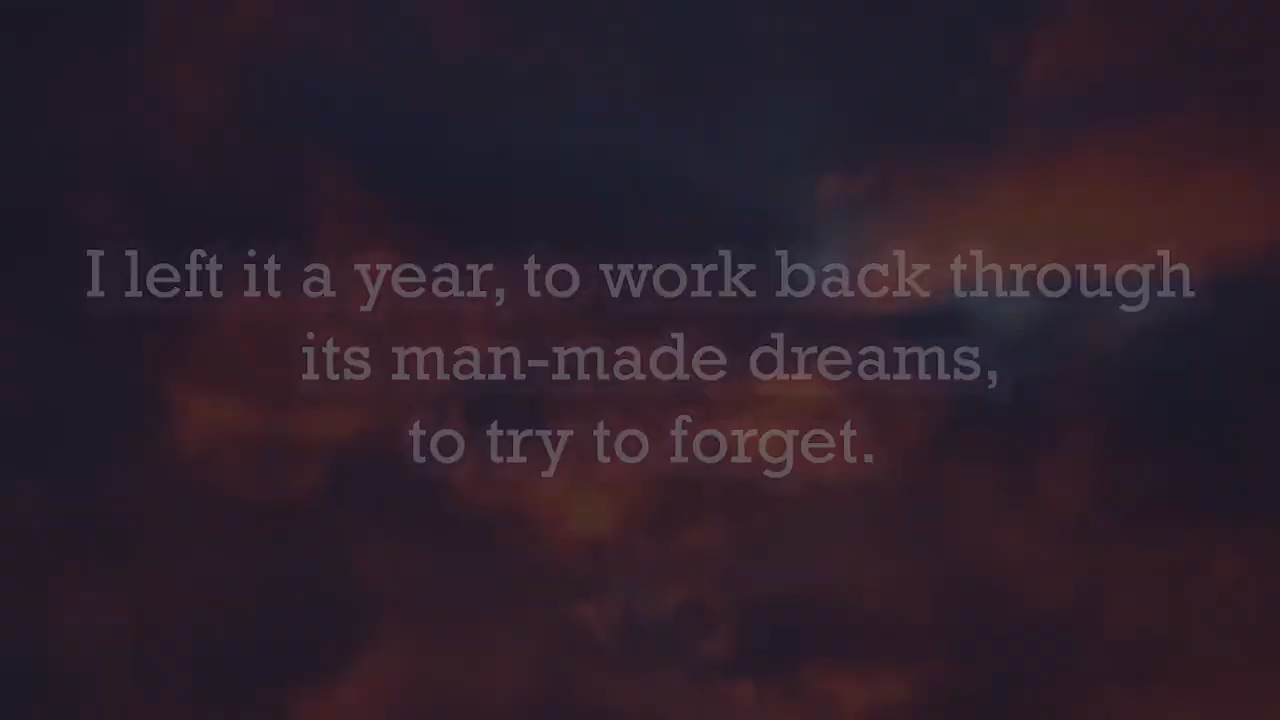 I left it a year, to work back through
its man-made dreams,
to try to forget.